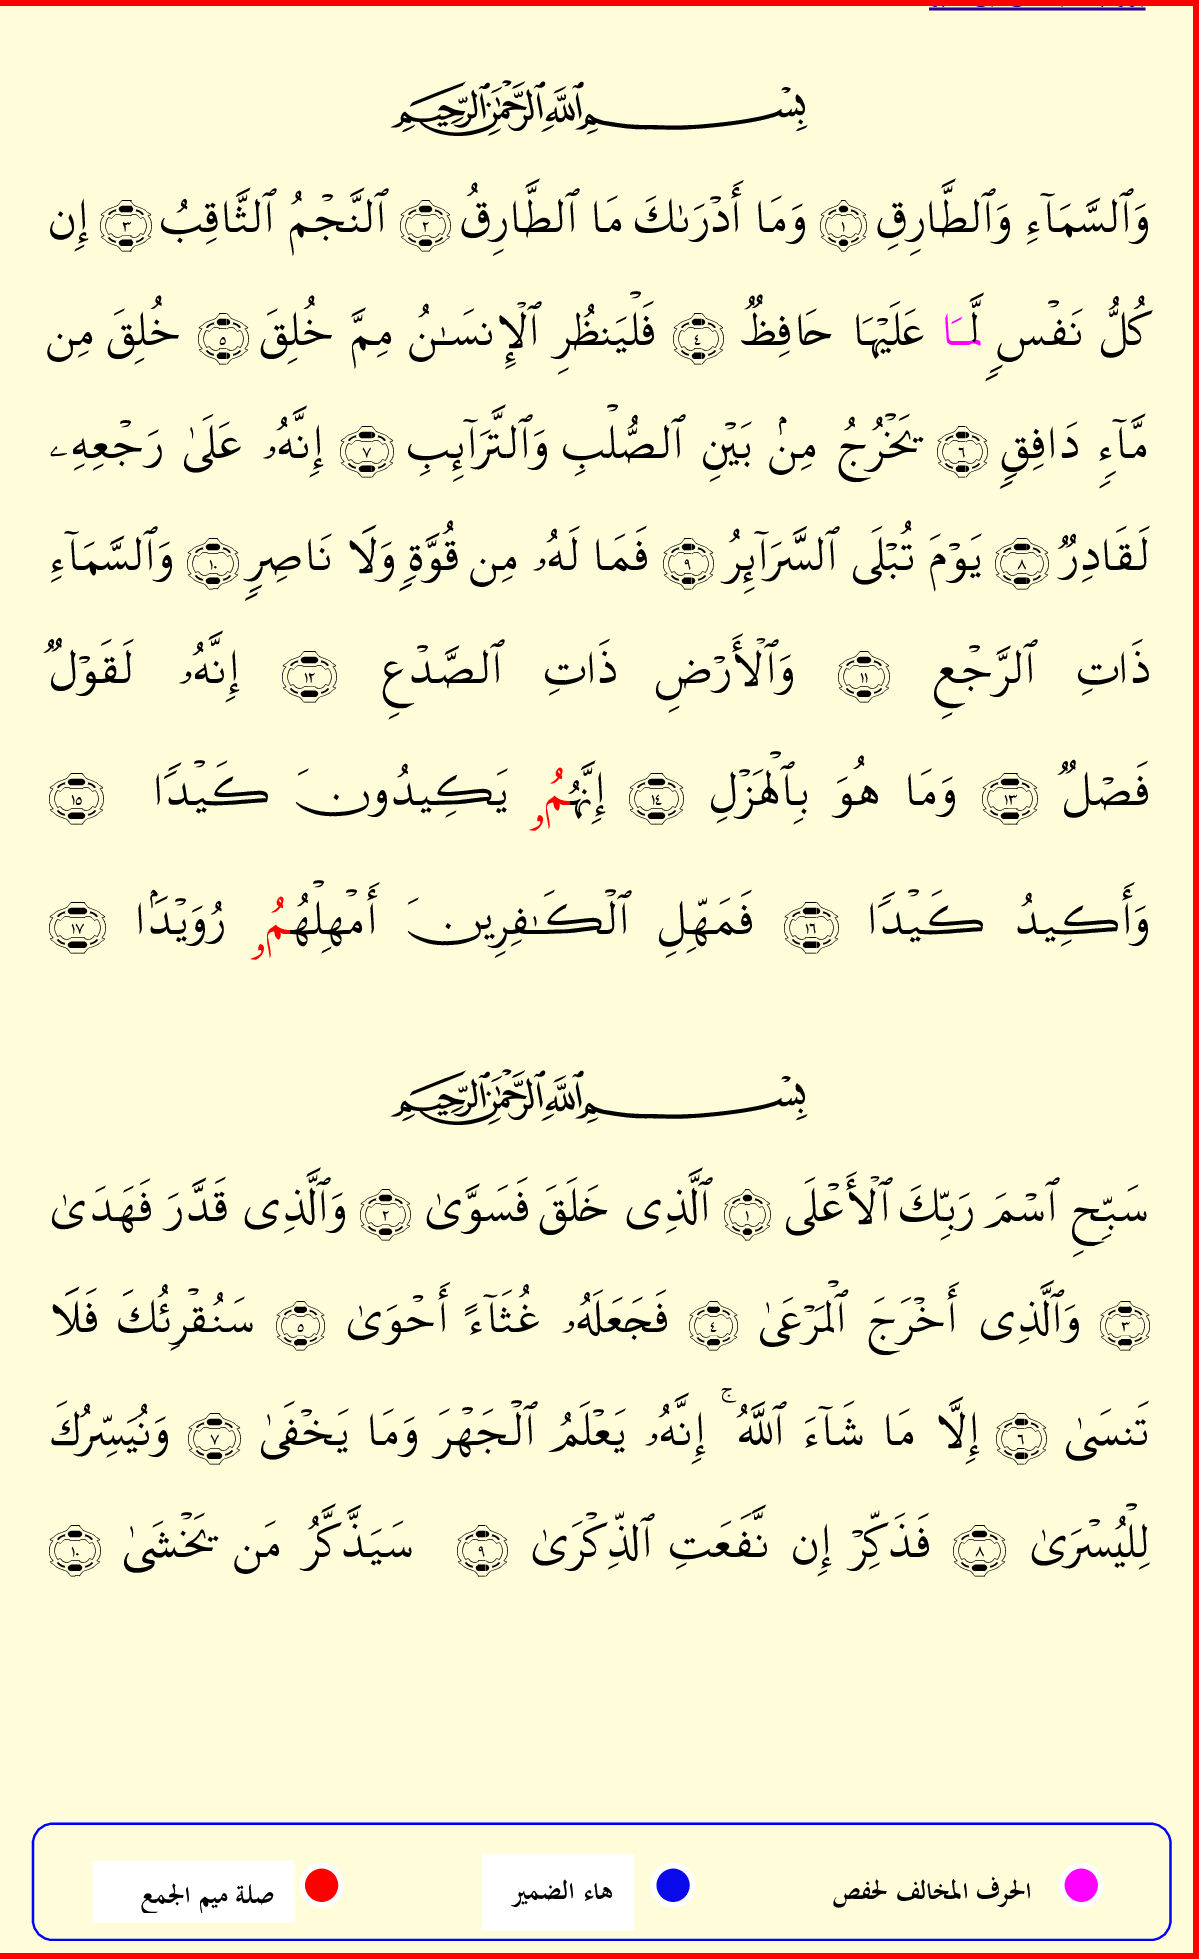 بِسْمِ ٱللَّهِ ٱلرَّحْمَٰنِ ٱلرَّحِيمِ
وَٱلسَّمَآءِ وَٱلطَّارِقِ ١ وَمَآ أَدْرَىٰكَ مَا ٱلطَّارِقُ ٢ ٱلنَّجْمُ ٱلثَّاقِبُ ٣ إِن
كُلُّ نَفْسٍ لَّمَا عَلَيْهَا حَافِظٌ ٤ فَلْيَنظُرِ ٱلْإِنسَـٰنُ مِمَّ خُلِقَ ٥ خُلِقَ مِن
مَّآءٍ دَافِقٍ ٦ يَخْرُجُ مِنۢ بَيْنِ ٱلصُّلْبِ وَٱلتَّرَآئِبِ ٧ إِنَّهُۥ عَلَىٰ رَجْعِهِۦ
لَقَادِرٌ ٨ يَوْمَ تُبْلَى ٱلسَّرَآئِرُ ٩ فَمَا لَهُۥ مِن قُوَّةٍ وَلَا نَاصِرٍ ١٠ وَٱلسَّمَآءِ
ذَاتِ ٱلرَّجْعِ ١١ وَٱلْأَرْضِ ذَاتِ ٱلصَّدْعِ ١٢ إِنَّهُۥ لَقَوْلٌ
فَصْلٌ ١٣ وَمَا هُوَ بِٱلْهَزْلِ ١٤ إِنَّهُمُۥ يَكِيدُونَ كَيْدًا ١٥
وَأَكِيدُ كَيْدًا ١٦ فَمَهِّلِ ٱلْكَـٰفِرِينَ أَمْهِلْهُمُۥ رُوَيْدَۢا ١٧
بِسْمِ ٱللَّهِ ٱلرَّحْمَٰنِ ٱلرَّحِيمِ
سَبِّحِ ٱسْمَ رَبِّكَ ٱلْأَعْلَى ١ ٱلَّذِى خَلَقَ فَسَوَّىٰ ٢ وَٱلَّذِى قَدَّرَ فَهَدَىٰ
٣ وَٱلَّذِى أَخْرَجَ ٱلْمَرْعَىٰ ٤ فَجَعَلَهُۥ غُثَآءً أَحْوَىٰ ٥ سَنُقْرِئُكَ فَلَا
تَنسَىٰ ٦ إِلَّا مَا شَآءَ ٱللَّهُ ۚ إِنَّهُۥ يَعْلَمُ ٱلْجَهْرَ وَمَا يَخْفَىٰ ٧ وَنُيَسِّرُكَ
لِلْيُسْرَىٰ ٨ فَذَكِّرْ إِن نَّفَعَتِ ٱلذِّكْرَىٰ ٩ سَيَذَّكَّرُ مَن يَخْشَىٰ ١٠
الحرف المخالف لحفص هاء الضمير صلة ميم الجمع